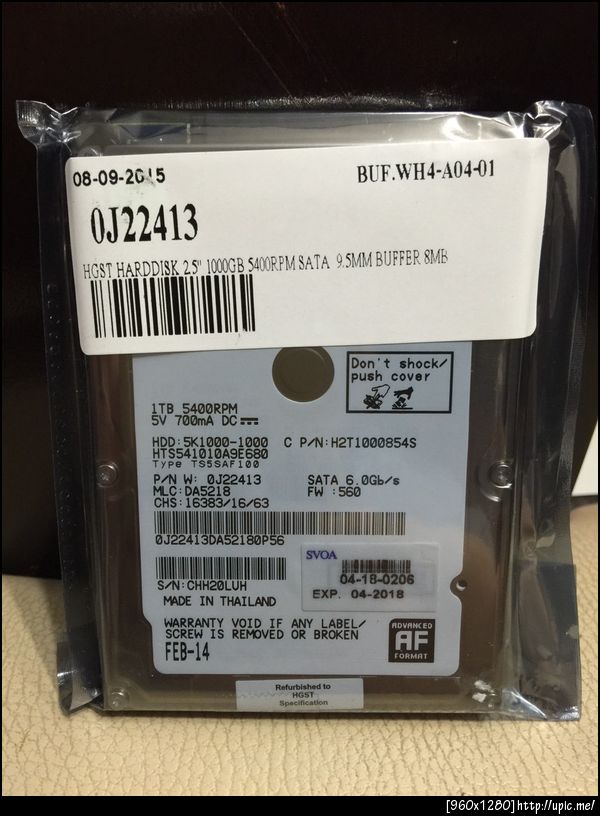 08-09-2015
BUF.WH4-A04-01
0J22413
HGST HARDDISK 2.5" 1000GB 5400RPM SATA 9.5MM BUFFER 8MB
Don't shock/
push cover
1TB 5400RPM
5V 700mA DC
HDD:5K1000-1000 C P/N:H2T1000854S
HTS541010A9E680
Type TS5SAF100
P/N W: 0J22413 SATA 6.0Gb/s
MLC:DA5218 FW :560
CHS:16383/16/63
0J22413DA52180P56
SVOA
04-18-0206
EXP. 04-2018
S/N:CHH20LUH
MADE IN THAILAND
WARRANTY VOID IF ANY LABEL/
SCREW IS REMOVED OR BROKEN
FEB-14
ADVANCED
AF
FORMAT
Refurbished to
HGST
Specification
[960x1280]http://upic.me/